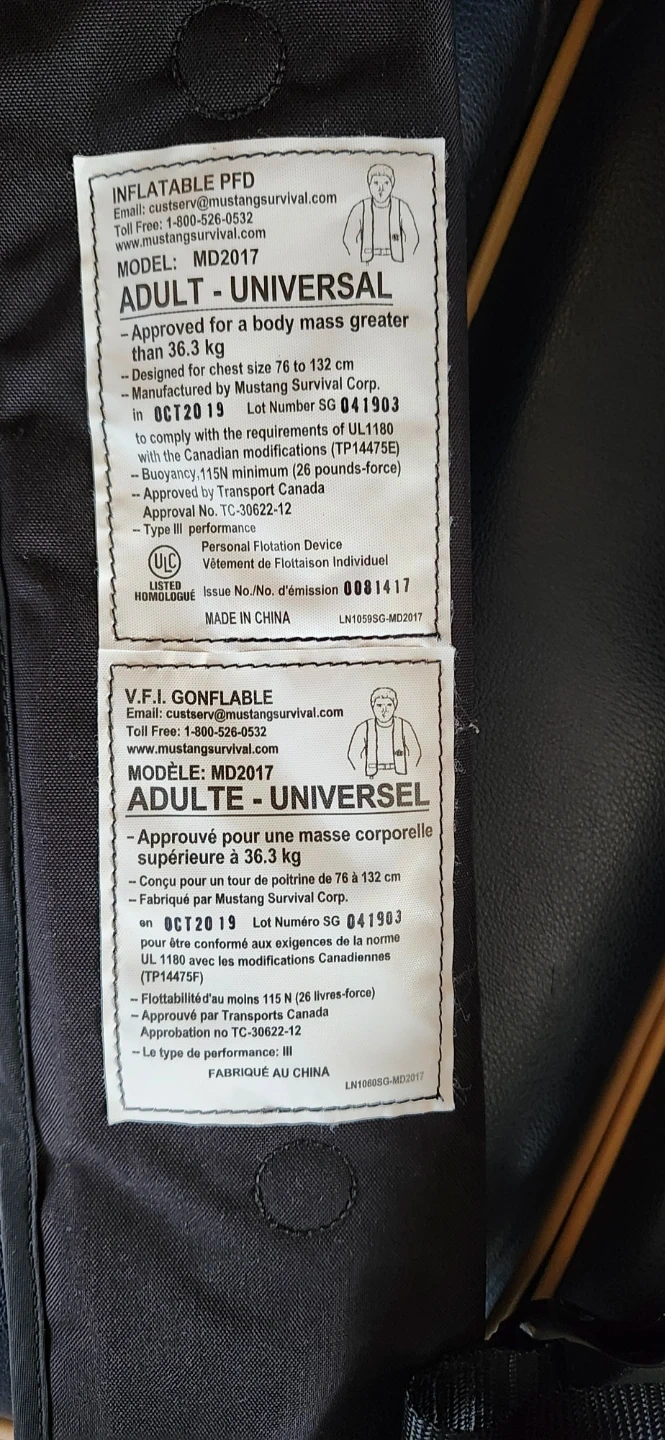 INFLATABLE PFD
Email: custserv@mustangsurvival.com
Toll Free: 1-800-526-0532
www.mustangsurvival.com
MODEL: MD2017
ADULT - UNIVERSAL
- Approved for a body mass greater
than 36.3 kg
-- Designed for chest size 76 to 132 cm
-- Manufactured by Mustang Survival Corp.
in OCT2019 Lot Number SG 041903
to comply with the requirements of UL1180
with the Canadian modifications (TP14475E)
-- Buoyancy,115N minimum (26 pounds-force)
-- Approved by Transport Canada
Approval No. TC-30622-12
-- Type III performance
Personal Flotation Device
Vêtement de Flottaison Individuel
ULC
LISTED
HOMOLOGUÉ
Issue No./No. d'émission 0081417
MADE IN CHINA LN1059SG-MD2017
V.F.I. GONFLABLE
Email: custserv@mustangsurvival.com
Toll Free: 1-800-526-0532
www.mustangsurvival.com
MODÈLE: MD2017
ADULTE - UNIVERSEL
- Approuvé pour une masse corporelle
supérieure à 36.3 kg
-- Conçu pour un tour de poitrine de 76 à 132 cm
-- Fabriqué par Mustang Survival Corp.
en OCT2019 Lot Numéro SG 041903
pour être conformé aux exigences de la norme
UL 1180 avec les modifications Canadiennes
(TP14475F)
-- Flottabilité d'au moins 115 N (26 livres-force)
-- Approuvé par Transports Canada
Approbation no TC-30622-12
-- Le type de performance: III
FABRIQUÉ AU CHINA LN1060SG-MD2017